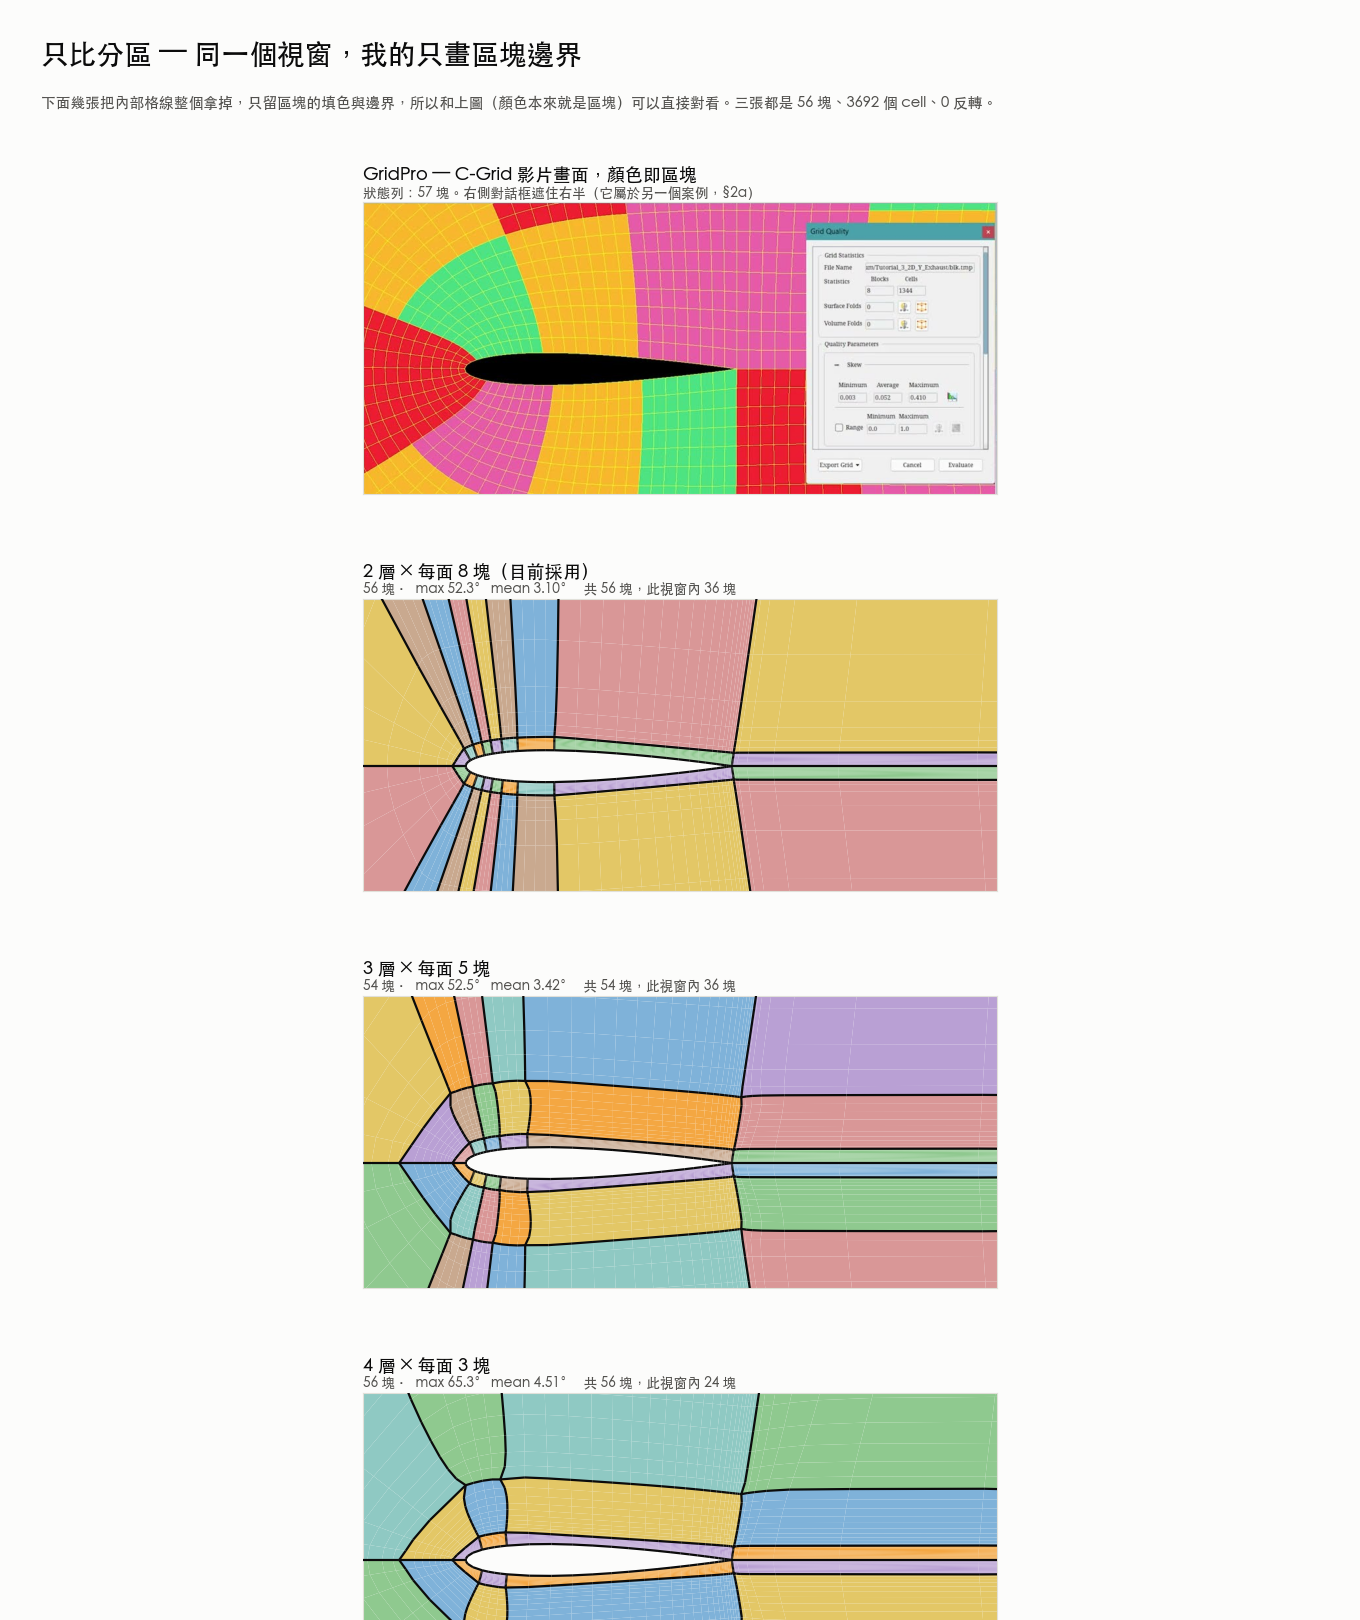 只比分區 — 同一個視窗，我的只畫區塊邊界
下面幾張把內部格線整個拿掉，只留區塊的填色與邊界，所以和上圖（顏色本來就是區塊）可以直接對看。三張都是 56 塊、3692 個 cell、0 反轉。
GridPro — C-Grid 影片畫面，顏色即區塊
狀態列：57 塊。右側對話框遮住右半（它屬於另一個案例，§2a）
Grid Quality
Grid Statistics
File Name um/Tutorial_3_2D_Y_Exhaust/blk.tmp
Statistics Blocks Cells
8 1344
Surface Folds 0
Volume Folds 0
Quality Parameters
Skew
Minimum Average Maximum
0.003 0.052 0.410
Minimum Maximum
Range 0.0 1.0
Export Grid Cancel Evaluate
2 層 × 每面 8 塊（目前採用）
56 塊 · max 52.3° mean 3.10° 共 56 塊，此視窗內 36 塊
3 層 × 每面 5 塊
54 塊 · max 52.5° mean 3.42° 共 54 塊，此視窗內 36 塊
4 層 × 每面 3 塊
56 塊 · max 65.3° mean 4.51° 共 56 塊，此視窗內 24 塊